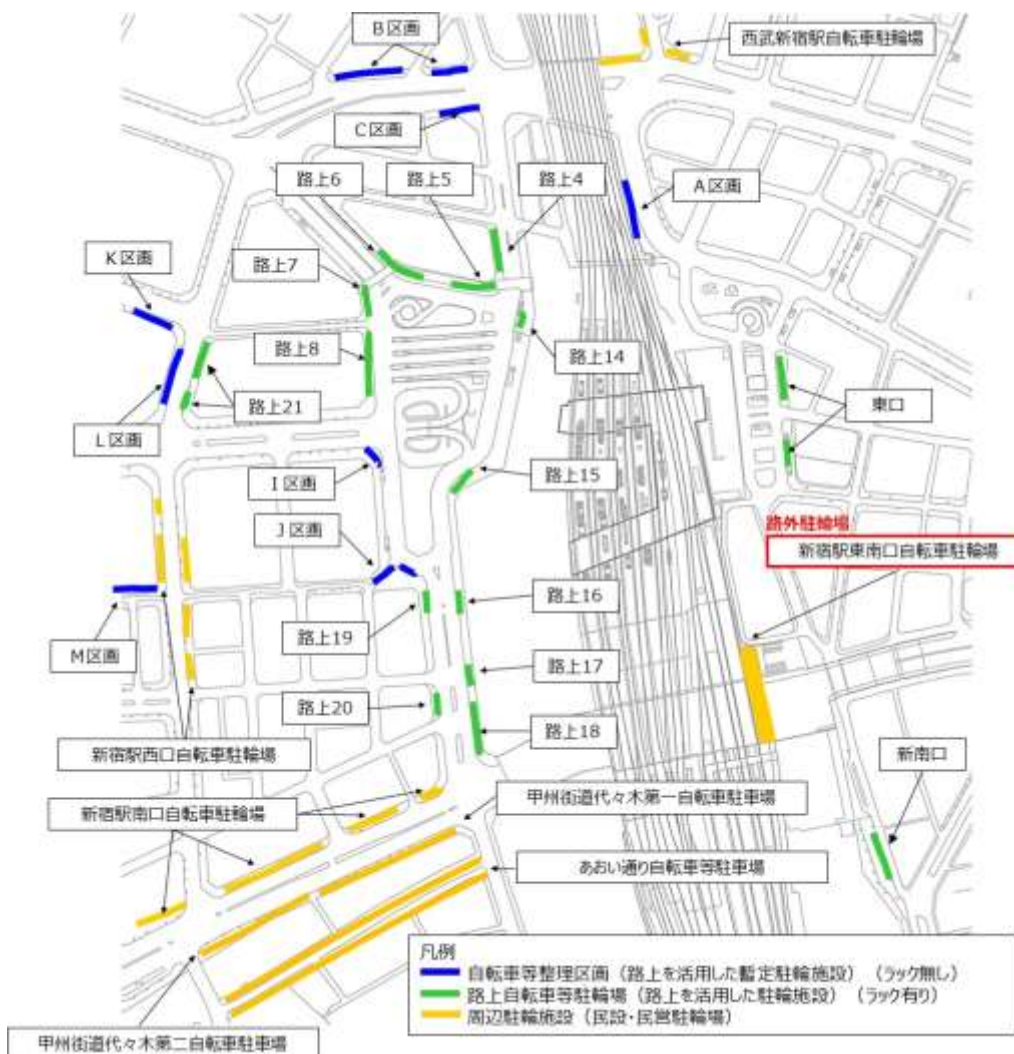 B区画
西武新宿駅自転車駐輪場
C区画
路上6
路上5
路上4
A区画
K区画
路上7
路上8
路上14
路上21
東口
L区画
I区画
路上15
路外駐輪場
新宿駅東南口自転車駐輪場
J区画
路上16
路上19
M区画
路上17
路上20
路上18
新宿駅西口自転車駐輪場
新南口
甲州街道代々木第一自転車駐車場
新宿駅南口自転車駐輪場
あおい通り自転車等駐車場
凡例
自転車等整理区画(路上を活用した暫定駐輪施設)(ラック無し)
路上自転車等駐輪場(路上を活用した駐輪施設)(ラック有り)
周辺駐輪施設(民設・民営駐輪場)
甲州街道代々木第二自転車駐車場